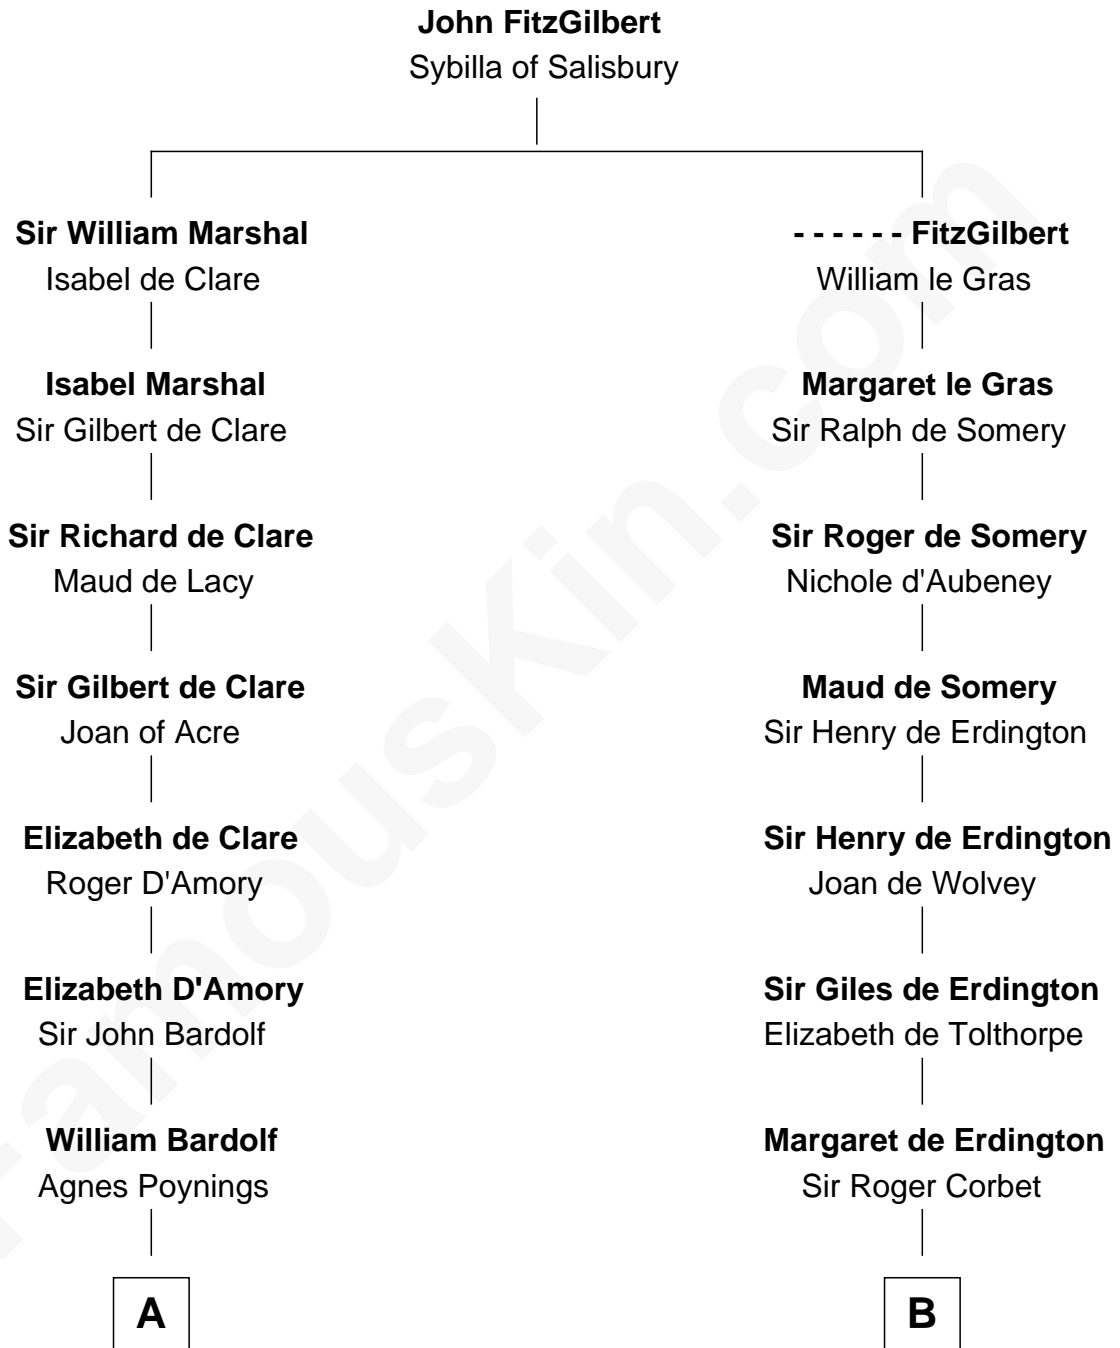 John FitzGilbert
Sybilla of Salisbury
Sir William Marshal
Isabel de Clare
Isabel Marshal
Sir Gilbert de Clare
Sir Richard de Clare
Maud de Lacy
Sir Gilbert de Clare
Joan of Acre
Elizabeth de Clare
Roger D'Amory
Elizabeth D'Amory
Sir John Bardolf
William Bardolf
Agnes Poynings
A
- - - - - - FitzGilbert
William le Gras
Margaret le Gras
Sir Ralph de Somery
Sir Roger de Somery
Nichole d'Aubeney
Maud de Somery
Sir Henry de Erdington
Sir Henry de Erdington
Joan de Wolvey
Sir Giles de Erdington
Elizabeth de Tolthorpe
Margaret de Erdington
Sir Roger Corbet
B
FamousKin.com